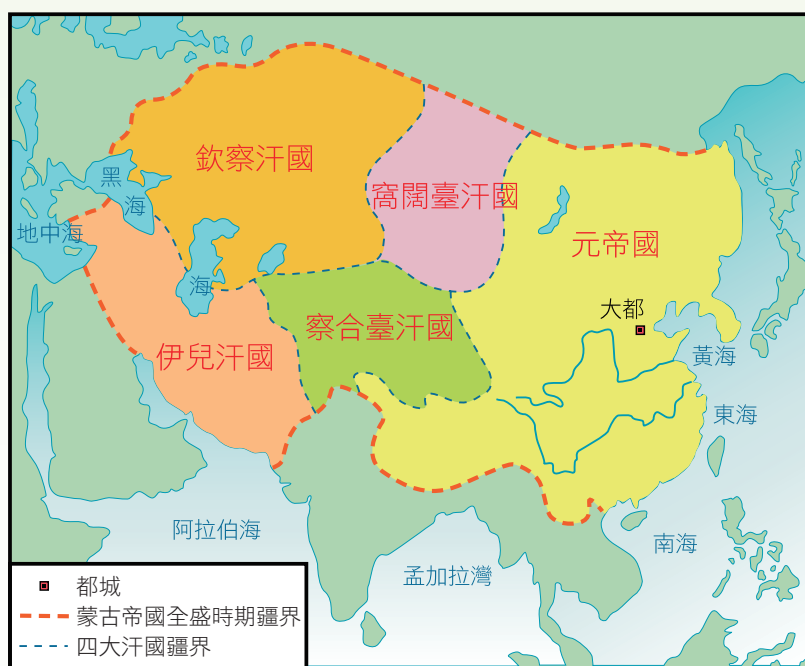 欽察汗國
窩闊臺汗國
黑
海
地中海
元帝國
海
大都
察合臺汗國
伊兒汗國
黃海
東海
阿拉伯海
南海
孟加拉灣
都城
蒙古帝國全盛時期疆界
四大汗國疆界